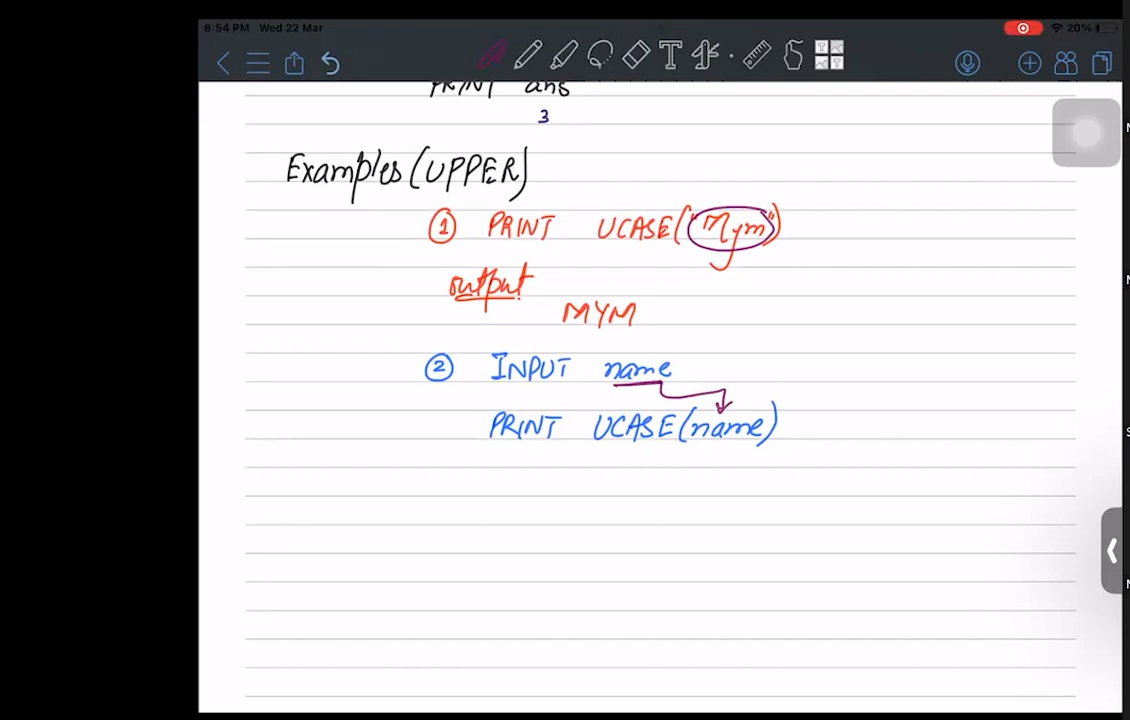 8:54 PM Wed 22 Mar 20%
PRINT ans
3
Examples (UPPER)
① PRINT UCASE("Mym")
output
MYM
② INPUT name
PRINT UCASE(name)